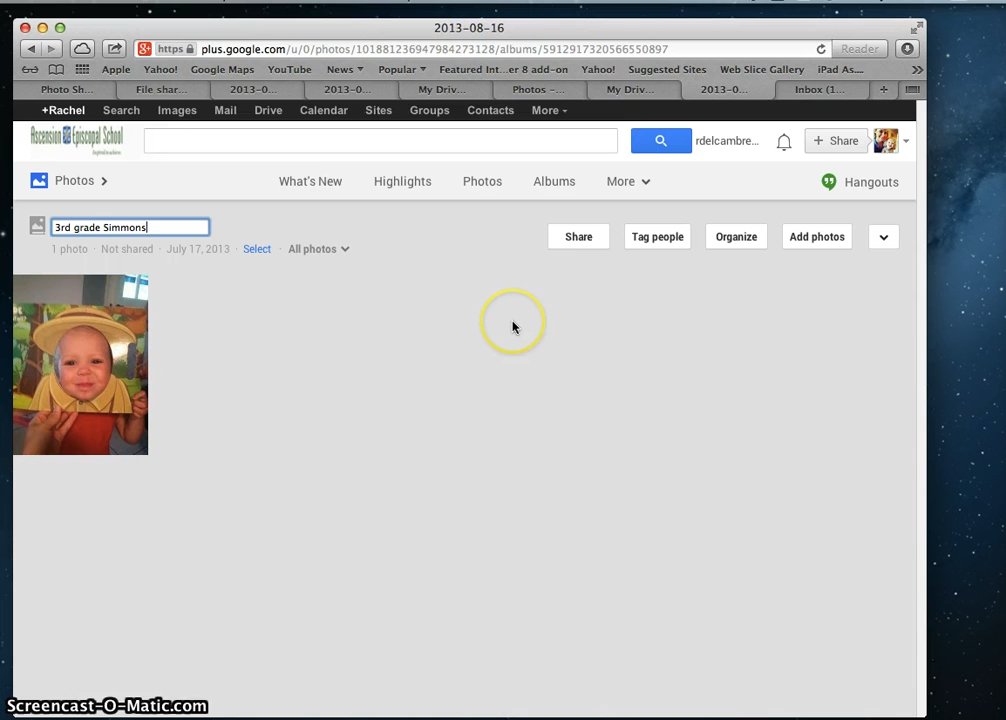 2013-08-16
https plus.google.com/u/0/photos/101881236947984273128/albums/5912917320566550897 Reader
Apple Yahoo! Google Maps YouTube News Popular Featured Int...er 8 add-on Yahoo! Suggested Sites Web Slice Gallery iPad As.... »
Photo Sh... File shar... 2013-0... 2013-0... My Driv... Photos -... My Driv... 2013-0... Inbox (1... +
+Rachel Search Images Mail Drive Calendar Sites Groups Contacts More
Ascension Episcopal School rdelcambre... + Share
Photos What's New Highlights Photos Albums More Hangouts
3rd grade Simmons Share Tag people Organize Add photos
1 photo · Not shared · July 17, 2013 · Select · All photos
Screencast-O-Matic.com